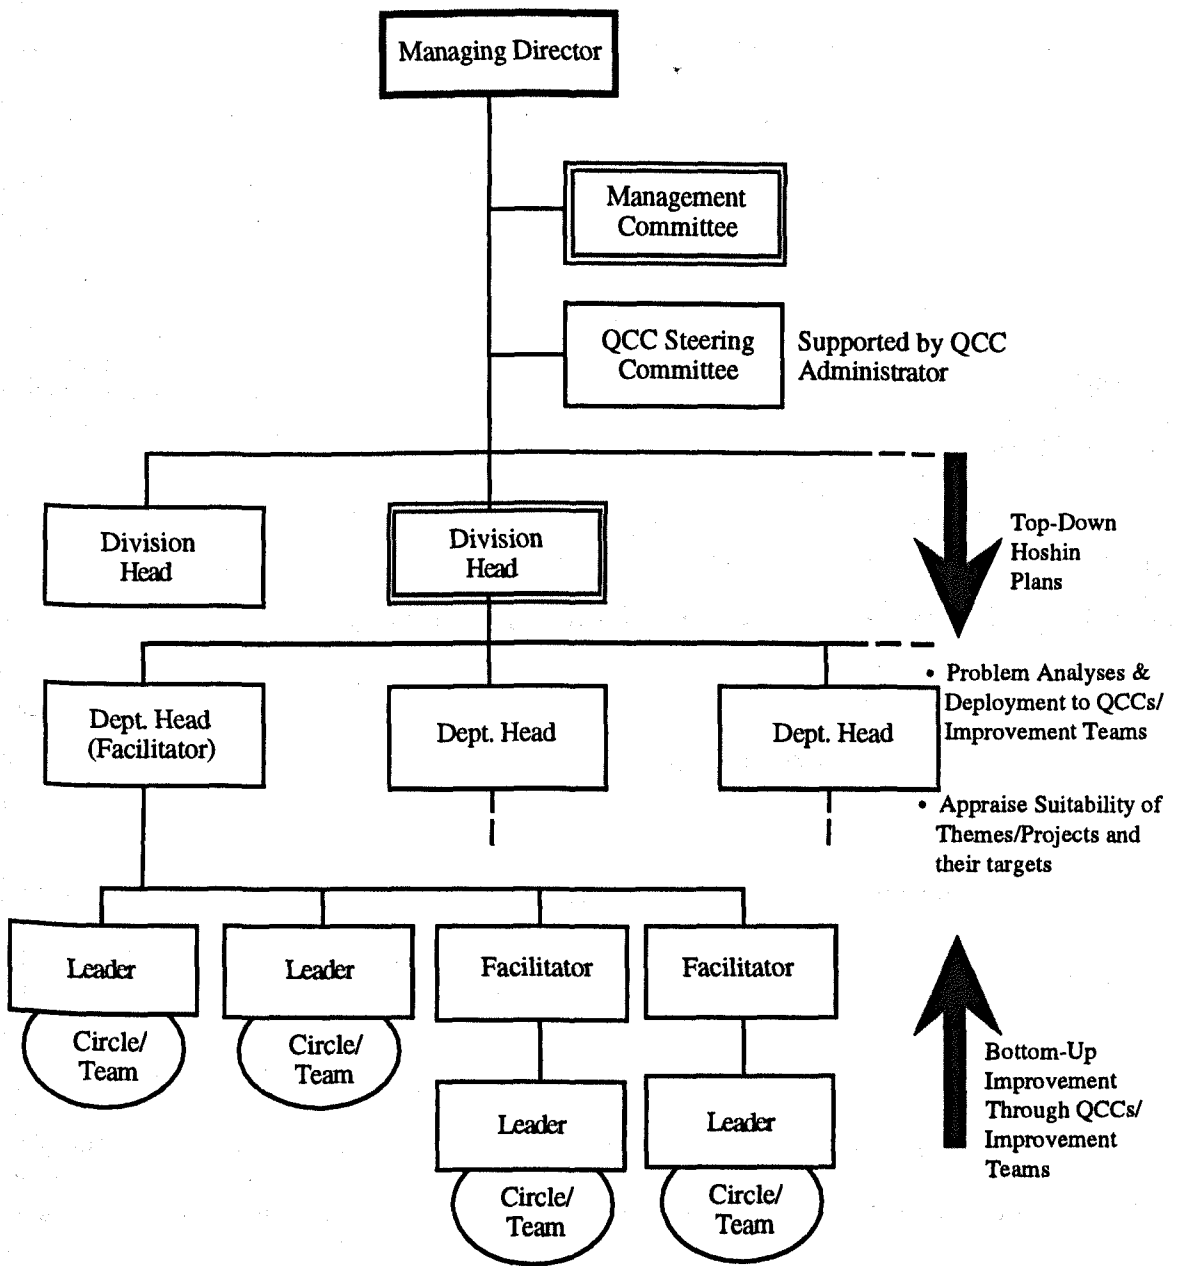 Managing Director
Management
Committee
QCC Steering
Committee
Supported by QCC
Administrator
Division
Head
Division
Head
Top-Down
Hoshin
Plans
Dept. Head
(Facilitator)
Dept. Head
Dept. Head
• Problem Analyses &
Deployment to QCCs/
Improvement Teams
• Appraise Suitability of
Themes/Projects and
their targets
Leader
Leader
Facilitator
Facilitator
Circle/
Team
Circle/
Team
Leader
Leader
Circle/
Team
Circle/
Team
Bottom-Up
Improvement
Through QCCs/
Improvement
Teams